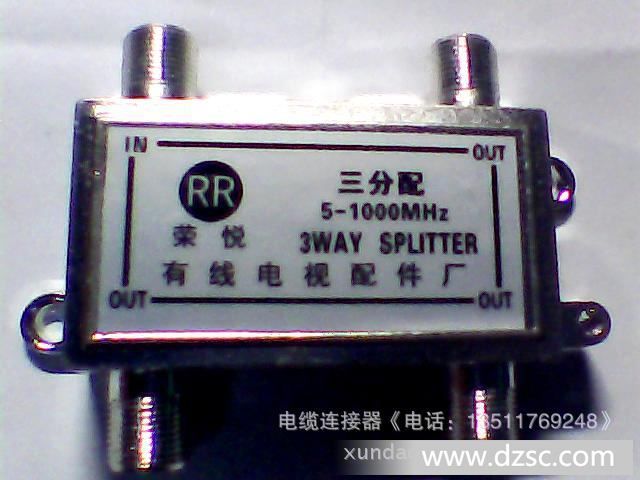 IN
OUT
RR
三分配
5-1000MHz
荣悦
3WAY SPLITTER
有线电视配件厂
OUT
OUT
电缆连接器《电话：13511769248》
xunda
www.dzsc.com